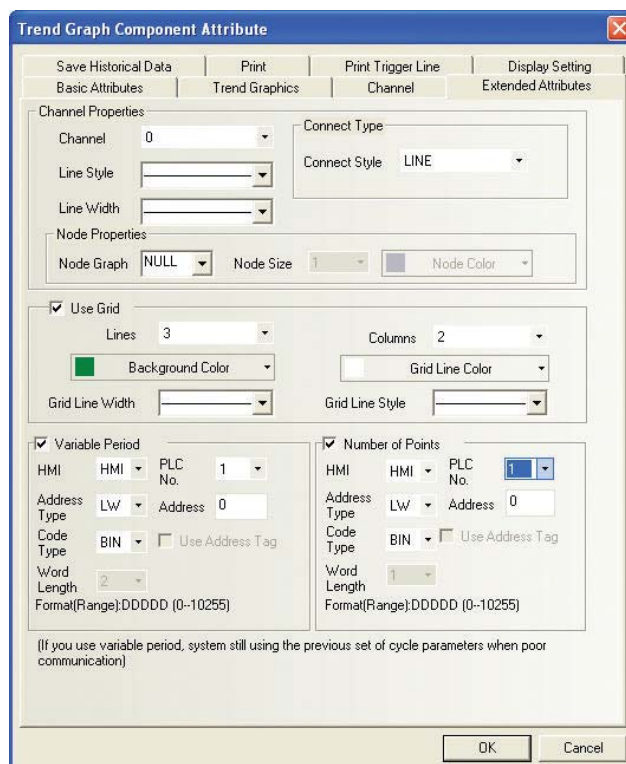 Trend Graph Component Attribute
Save Historical Data Print Print Trigger Line Display Setting
Basic Attributes Trend Graphics Channel Extended Attributes
Channel Properties
Channel 0
Line Style
Line Width
Connect Type
Connect Style LINE
Node Properties
Node Graph NULL Node Size 1 Node Color
Use Grid
Lines 3 Columns 2
Background Color Grid Line Color
Grid Line Width Grid Line Style
Variable Period
HMI HMI PLC No. 1
Address Type LW Address 0
Code Type BIN Use Address Tag
Word Length 2
Format(Range):DDDDD (0--10255)
Number of Points
HMI HMI PLC No. 1
Address Type LW Address 0
Code Type BIN Use Address Tag
Word Length 1
Format(Range):DDDDD (0--10255)
(If you use variable period, system still using the previous set of cycle parameters when poor
communication)
OK Cancel